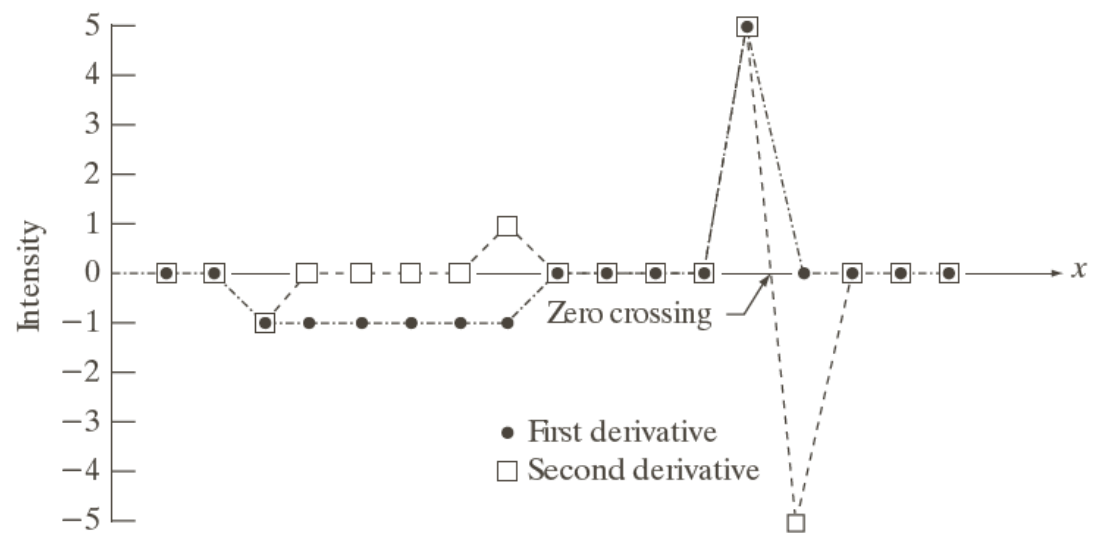 5
4
3
2
1
0
−1
−2
−3
−4
−5
Intensity
x
Zero crossing
First derivative
Second derivative